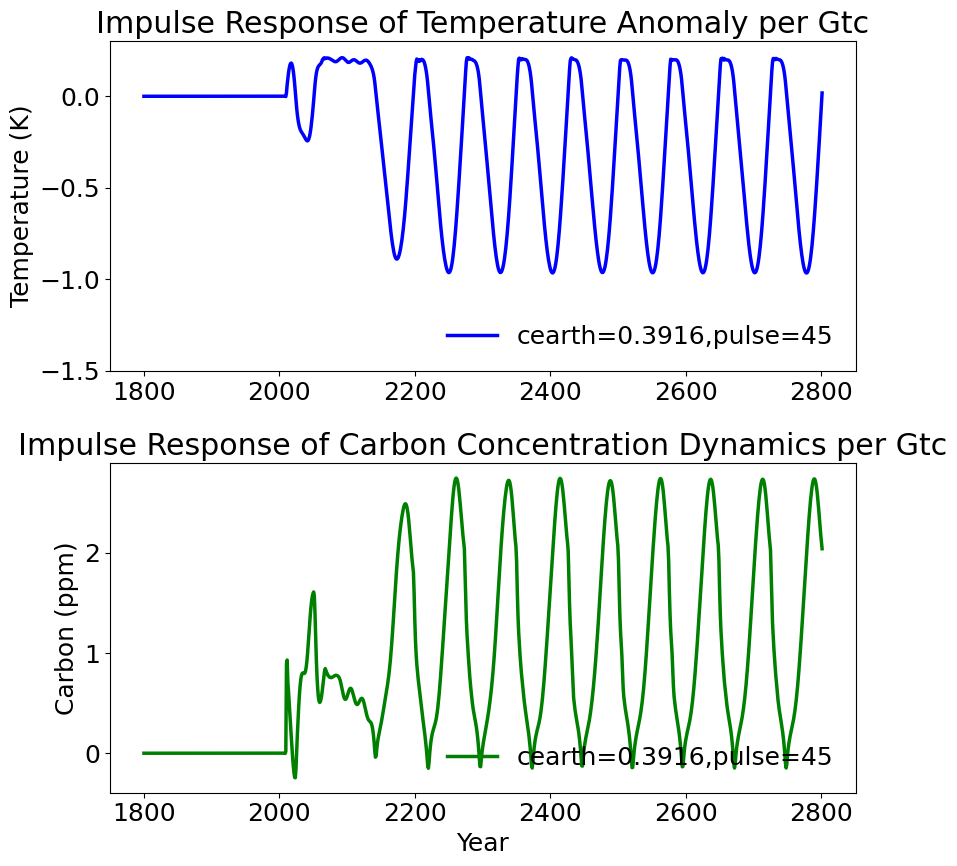 Impulse Response of Temperature Anomaly per Gtc
Temperature (K)
0.0
−0.5
−1.0
−1.5
cearth=0.3916,pulse=45
1800 2000 2200 2400 2600 2800
Impulse Response of Carbon Concentration Dynamics per Gtc
Carbon (ppm)
2
1
0
cearth=0.3916,pulse=45
1800 2000 2200 2400 2600 2800
Year